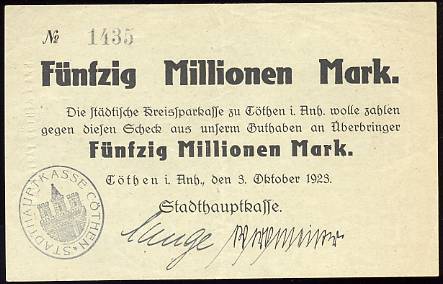 № 1435
Fünfzig Millionen Mark.
Die städtische Kreissparkasse zu Cöthen i. Anh. wolle zahlen
gegen diesen Scheck aus unserm Guthaben an Überbringer
Fünfzig Millionen Mark.
Cöthen i. Anh., den 3. Oktober 1923.
Stadthauptkasse.
STADTHAUPTKASSE CÖTHEN